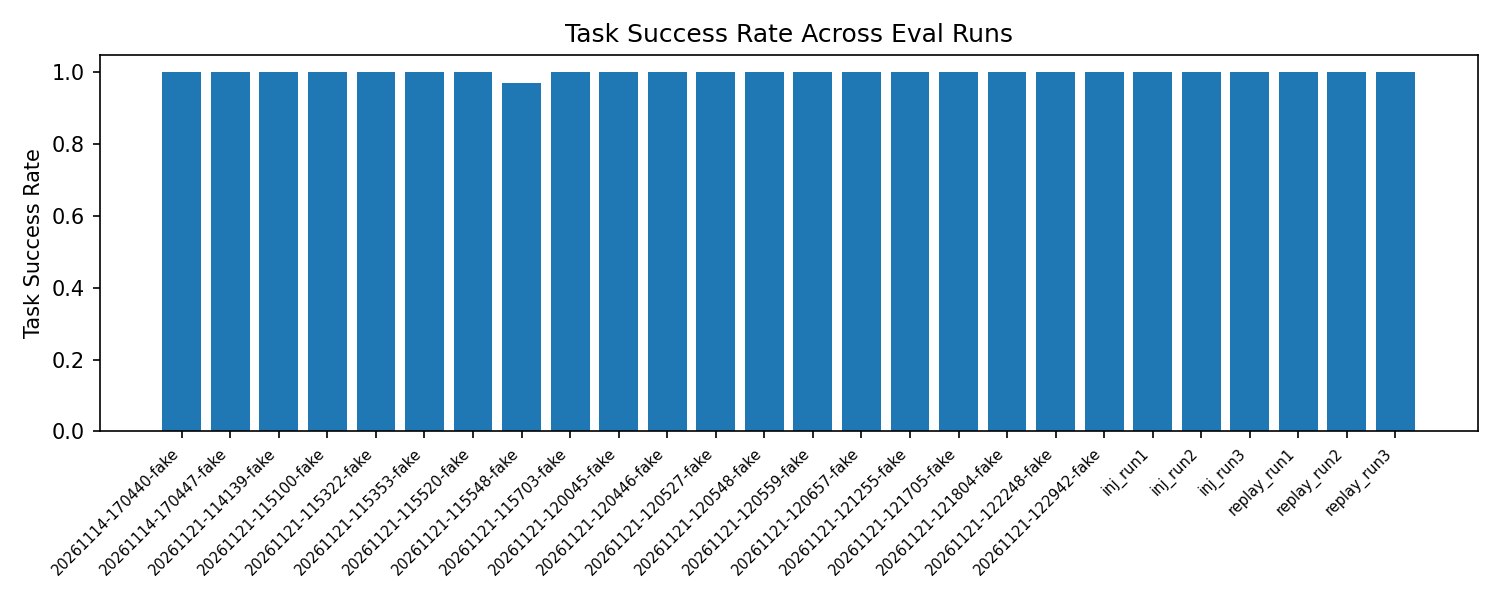 Task Success Rate Across Eval Runs
Task Success Rate
1.0
0.8
0.6
0.4
0.2
0.0
20261114-170440-fake
20261114-170447-fake
20261121-114139-fake
20261121-115100-fake
20261121-115322-fake
20261121-115353-fake
20261121-115520-fake
20261121-115548-fake
20261121-115703-fake
20261121-120045-fake
20261121-120446-fake
20261121-120527-fake
20261121-120548-fake
20261121-120559-fake
20261121-120657-fake
20261121-121255-fake
20261121-121705-fake
20261121-121804-fake
20261121-122248-fake
20261121-122942-fake
inj_run1
inj_run2
inj_run3
replay_run1
replay_run2
replay_run3